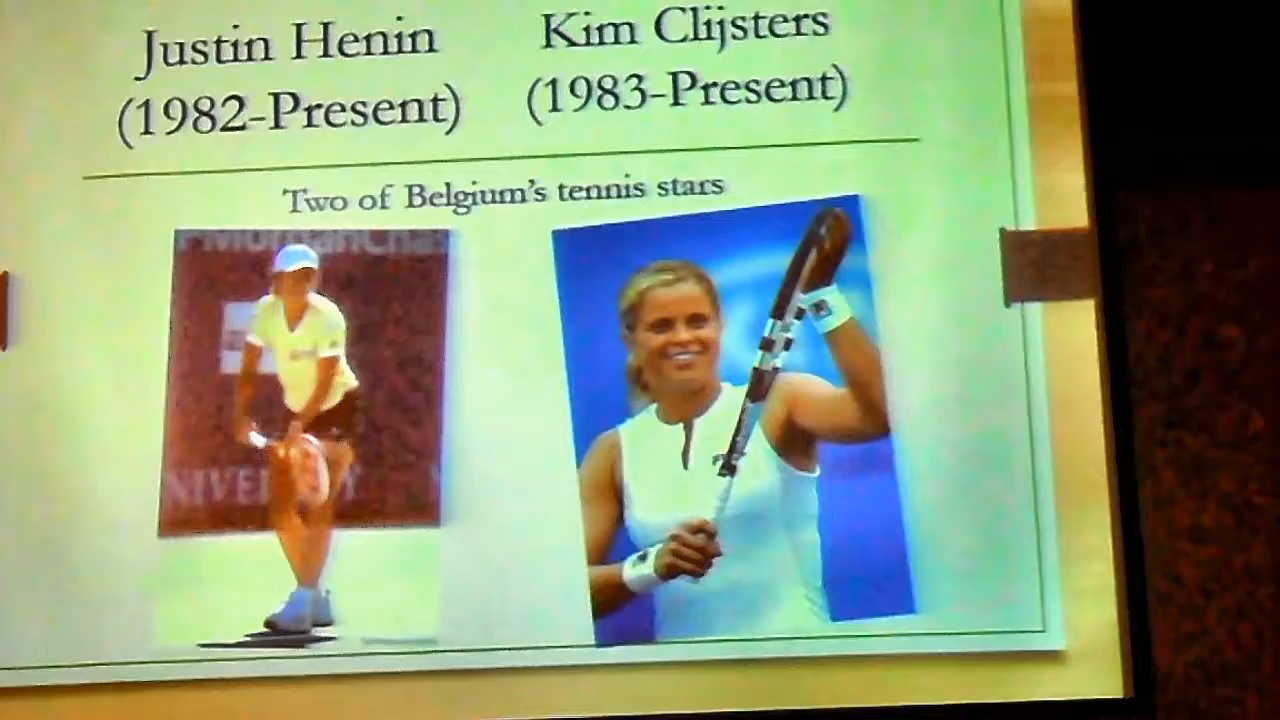 Justin Henin
(1982-Present)
Kim Clijsters
(1983-Present)
Two of Belgium's tennis stars